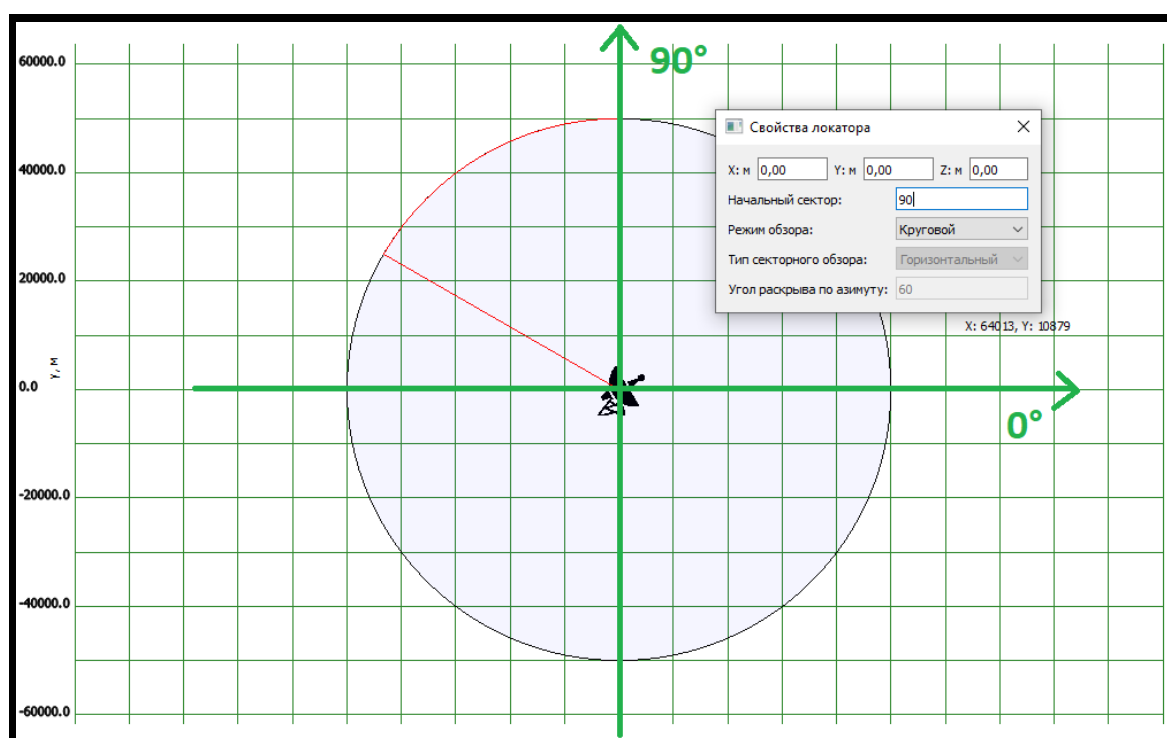 60000.0
90°
Свойства локатора
40000.0
X: м 0,00 Y: м 0,00 Z: м 0,00
Начальный сектор: 90
Режим обзора: Круговой
20000.0
Тип секторного обзора: Горизонтальный
Угол раскрыва по азимуту: 60
X: 64013, Y: 10879
0.0
Y, м
0°
-20000.0
-40000.0
-60000.0